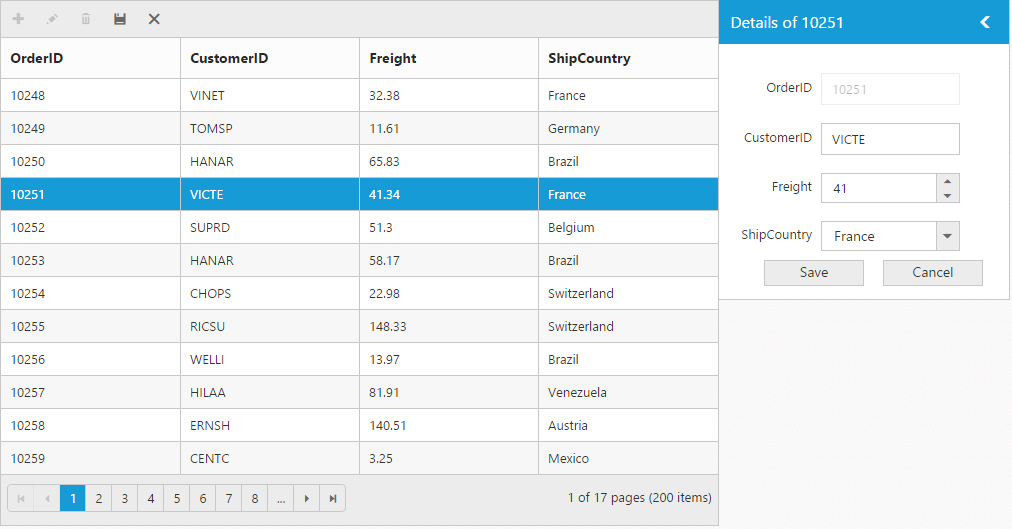 OrderID CustomerID Freight ShipCountry
10248 VINET 32.38 France
10249 TOMSP 11.61 Germany
10250 HANAR 65.83 Brazil
10251 VICTE 41.34 France
10252 SUPRD 51.3 Belgium
10253 HANAR 58.17 Brazil
10254 CHOPS 22.98 Switzerland
10255 RICSU 148.33 Switzerland
10256 WELLI 13.97 Brazil
10257 HILAA 81.91 Venezuela
10258 ERNSH 140.51 Austria
10259 CENTC 3.25 Mexico
1 2 3 4 5 6 7 8 ... 1 of 17 pages (200 items)
Details of 10251
OrderID 10251
CustomerID VICTE
Freight 41
ShipCountry France
Save Cancel